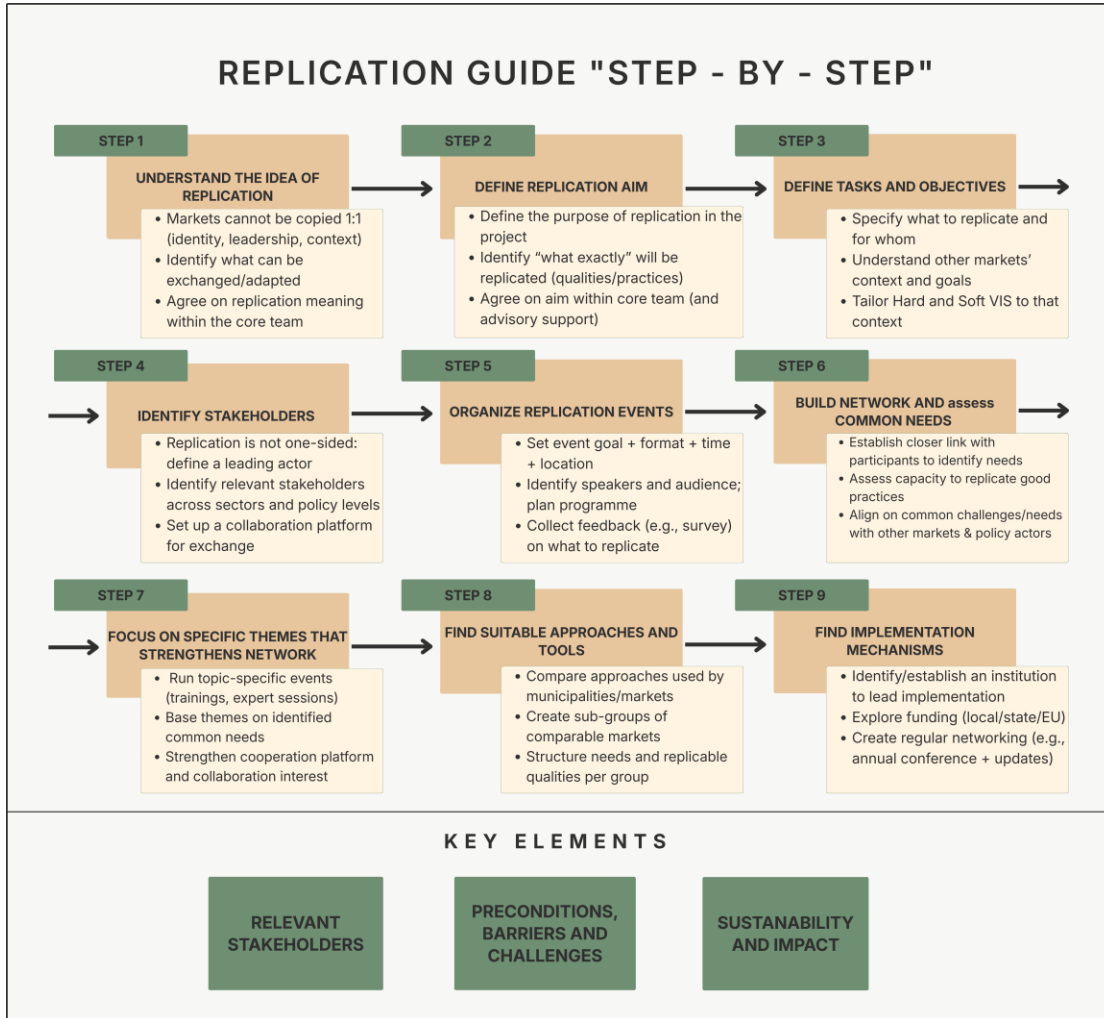 REPLICATION GUIDE "STEP - BY - STEP"
STEP 1
UNDERSTAND THE IDEA OF
REPLICATION
• Markets cannot be copied 1:1
(identity, leadership, context)
• Identify what can be
exchanged/adapted
• Agree on replication meaning
within the core team
STEP 2
DEFINE REPLICATION AIM
• Define the purpose of replication in the
project
• Identify “what exactly” will be
replicated (qualities/practices)
• Agree on aim within core team (and
advisory support)
STEP 3
DEFINE TASKS AND OBJECTIVES
• Specify what to replicate and
for whom
• Understand other markets’
context and goals
• Tailor Hard and Soft VIS to that
context
STEP 4
IDENTIFY STAKEHOLDERS
• Replication is not one-sided:
define a leading actor
• Identify relevant stakeholders
across sectors and policy levels
• Set up a collaboration platform
for exchange
STEP 5
ORGANIZE REPLICATION EVENTS
• Set event goal + format + time
+ location
• Identify speakers and audience;
plan programme
• Collect feedback (e.g., survey)
on what to replicate
STEP 6
BUILD NETWORK AND assess
COMMON NEEDS
• Establish closer link with
participants to identify needs
• Assess capacity to replicate good
practices
• Align on common challenges/needs
with other markets & policy actors
STEP 7
FOCUS ON SPECIFIC THEMES THAT
STRENGTHENS NETWORK
• Run topic-specific events
(trainings, expert sessions)
• Base themes on identified
common needs
• Strengthen cooperation platform
and collaboration interest
STEP 8
FIND SUITABLE APPROACHES AND
TOOLS
• Compare approaches used by
municipalities/markets
• Create sub-groups of
comparable markets
• Structure needs and replicable
qualities per group
STEP 9
FIND IMPLEMENTATION
MECHANISMS
• Identify/establish an institution
to lead implementation
• Explore funding (local/state/EU)
• Create regular networking (e.g.,
annual conference + updates)
KEY ELEMENTS
RELEVANT
STAKEHOLDERS
PRECONDITIONS,
BARRIERS AND
CHALLENGES
SUSTANABILITY
AND IMPACT